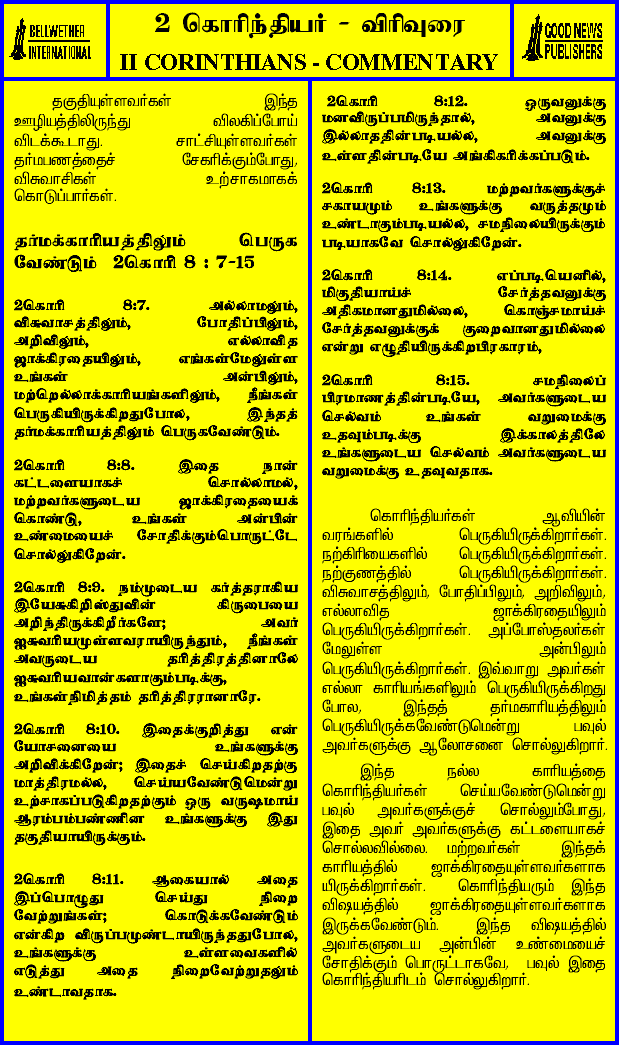 BELLWETHER
INTERNATIONAL
2 கொரிந்தியர் - விரிவுரை
II CORINTHIANS - COMMENTARY
GOOD NEWS
PUBLISHERS
தகுதியுள்ளவர்கள் இந்த
ஊழியத்திலிருந்து விலகிப்போய்
விடக்கூடாது. சாட்சியுள்ளவர்கள்
தர்மபணத்தைச் சேகரிக்கும்போது,
விசுவாசிகள் உற்சாகமாகக்
கொடுப்பார்கள்.
தர்மக்காரியத்திலும் பெருக
வேண்டும் 2கொரி 8 : 7-15
2கொரி 8:7. அல்லாமலும்,
விசுவாசத்திலும், போதிப்பிலும்,
அறிவிலும், எல்லாவித
ஜாக்கிரதையிலும், எங்கள்மேலுள்ள
உங்கள் அன்பிலும்,
மற்றெல்லாக்காரியங்களிலும், நீங்கள்
பெருகியிருக்கிறதுபோல, இந்தத்
தர்மக்காரியத்திலும் பெருகவேண்டும்.
2கொரி 8:8. இதை நான்
கட்டளையாகச் சொல்லாமல்,
மற்றவர்களுடைய ஜாக்கிரதையைக்
கொண்டு, உங்கள் அன்பின்
உண்மையைச் சோதிக்கும்பொருட்டே
சொல்லுகிறேன்.
2கொரி 8:9. நம்முடைய கர்த்தராகிய
இயேசுகிறிஸ்துவின் கிருபையை
அறிந்திருக்கிறீர்களே; அவர்
ஐசுவரியமுள்ளவராயிருந்தும், நீங்கள்
அவருடைய தரித்திரத்தினாலே
ஐசுவரியவான்களாகும்படிக்கு,
உங்கள்நிமித்தம் தரித்திரரானாரே.
2கொரி 8:10. இதைக்குறித்து என்
யோசனையை உங்களுக்கு
அறிவிக்கிறேன்; இதைச் செய்கிறதற்கு
மாத்திரமல்ல, செய்யவேண்டுமென்று
உற்சாகப்படுகிறதற்கும் ஒரு வருஷமாய்
ஆரம்பம்பண்ணின உங்களுக்கு இது
தகுதியாயிருக்கும்.
2கொரி 8:11. ஆகையால் அதை
இப்பொழுது செய்து நிறை
வேற்றுங்கள்; கொடுக்கவேண்டும்
என்கிற விருப்பமுண்டாயிருந்ததுபோல,
உங்களுக்கு உள்ளவைகளில்
எடுத்து அதை நிறைவேற்றுதலும்
உண்டாவதாக.
2கொரி 8:12. ஒருவனுக்கு
மனவிருப்பமிருந்தால், அவனுக்கு
இல்லாததின்படியல்ல, அவனுக்கு
உள்ளதின்படியே அங்கிகரிக்கப்படும்.
2கொரி 8:13. மற்றவர்களுக்குச்
சகாயமும் உங்களுக்கு வருத்தமும்
உண்டாகும்படியல்ல, சமநிலையிருக்கும்
படியாகவே சொல்லுகிறேன்.
2கொரி 8:14. எப்படியெனில்,
மிகுதியாய்ச் சேர்த்தவனுக்கு
அதிகமானதுமில்லை, கொஞ்சமாய்ச்
சேர்த்தவனுக்குக் குறைவானதுமில்லை
என்று எழுதியிருக்கிறபிரகாரம்,
2கொரி 8:15. சமநிலைப்
பிரமாணத்தின்படியே, அவர்களுடைய
செல்வம் உங்கள் வறுமைக்கு
உதவும்படிக்கு இக்காலத்திலே
உங்களுடைய செல்வம் அவர்களுடைய
வறுமைக்கு உதவுவதாக.
கொரிந்தியர்கள் ஆவியின்
வரங்களில் பெருகியிருக்கிறார்கள்.
நற்கிரியைகளில் பெருகியிருக்கிறார்கள்.
நற்குணத்தில் பெருகியிருக்கிறார்கள்.
விசுவாசத்திலும், போதிப்பிலும், அறிவிலும்,
எல்லாவித ஜாக்கிரதையிலும்
பெருகியிருக்கிறார்கள். அப்போஸ்தலர்கள்
மேலுள்ள அன்பிலும்
பெருகியிருக்கிறார்கள். இவ்வாறு அவர்கள்
எல்லா காரியங்களிலும் பெருகியிருக்கிறது
போல, இந்தத் தர்மகாரியத்திலும்
பெருகியிருக்கவேண்டுமென்று பவுல்
அவர்களுக்கு ஆலோசனை சொல்லுகிறார்.
இந்த நல்ல காரியத்தை
கொரிந்தியர்கள் செய்யவேண்டுமென்று
பவுல் அவர்களுக்குச் சொல்லும்போது,
இதை அவர் அவர்களுக்கு கட்டளையாகச்
சொல்லவில்லை. மற்றவர்கள் இந்தக்
காரியத்தில் ஜாக்கிரதையுள்ளவர்களாக
யிருக்கிறார்கள். கொரிந்தியரும் இந்த
விஷயத்தில் ஜாக்கிரதையுள்ளவர்களாக
இருக்கவேண்டும். இந்த விஷயத்தில்
அவர்களுடைய அன்பின் உண்மையைச்
சோதிக்கும் பொருட்டாகவே, பவுல் இதை
கொரிந்தியரிடம் சொல்லுகிறார்.